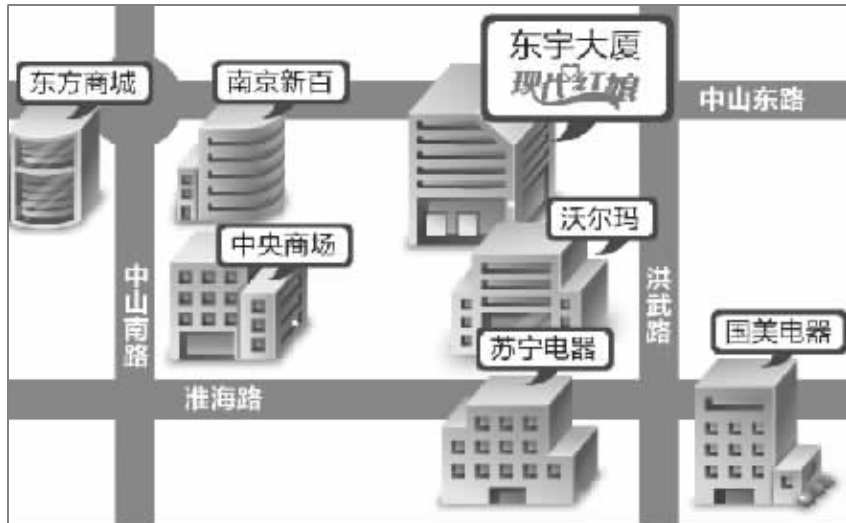 东宇大厦
现代红娘
东方商城
南京新百
中山东路
沃尔玛
中央商场
中山南路
洪武路
国美电器
苏宁电器
淮海路